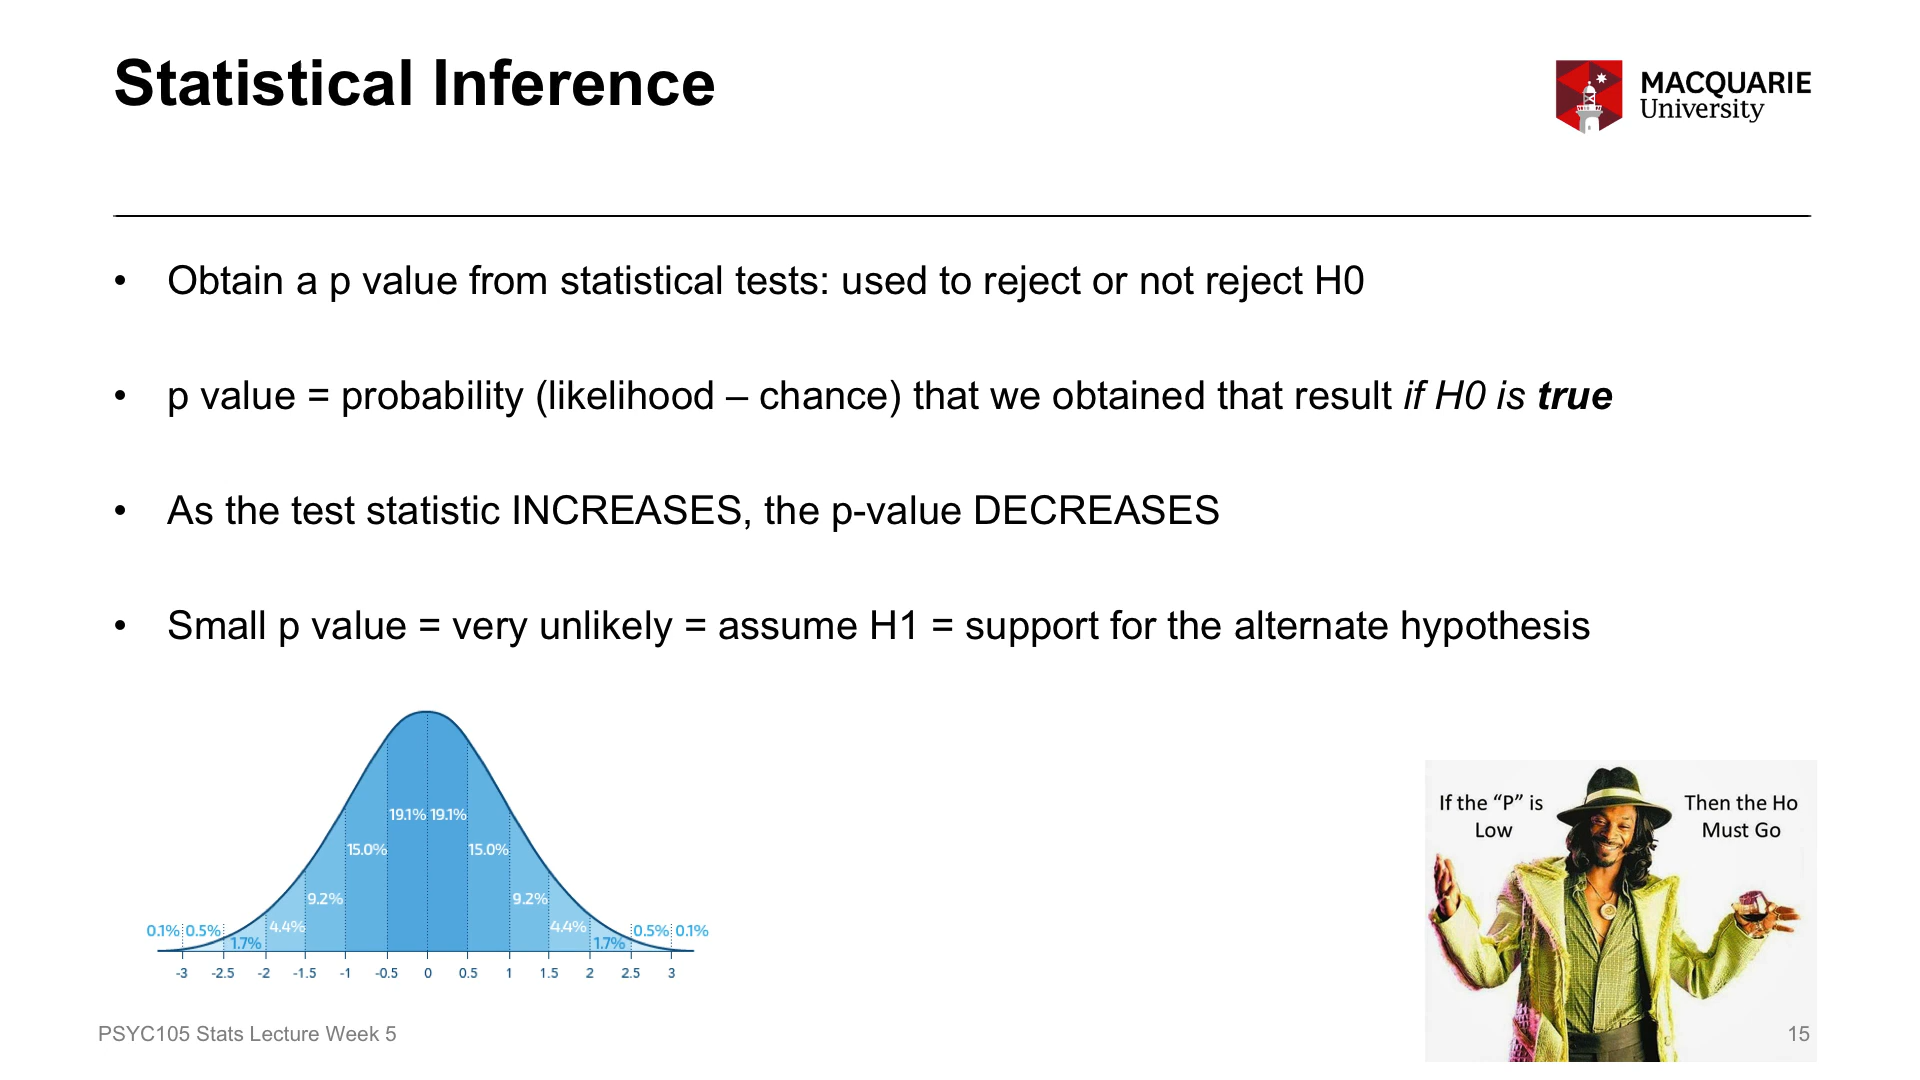 Statistical Inference
MACQUARIE
University
• Obtain a p value from statistical tests: used to reject or not reject H0
• p value = probability (likelihood – chance) that we obtained that result if H0 is true
• As the test statistic INCREASES, the p-value DECREASES
• Small p value = very unlikely = assume H1 = support for the alternate hypothesis
19.1% 19.1%
15.0% 15.0%
9.2% 9.2%
4.4% 4.4%
0.1% 0.5% 0.5% 0.1%
1.7% 1.7%
-3 -2.5 -2 -1.5 -1 -0.5 0 0.5 1 1.5 2 2.5 3
If the “P” is
Low
Then the Ho
Must Go
PSYC105 Stats Lecture Week 5
15